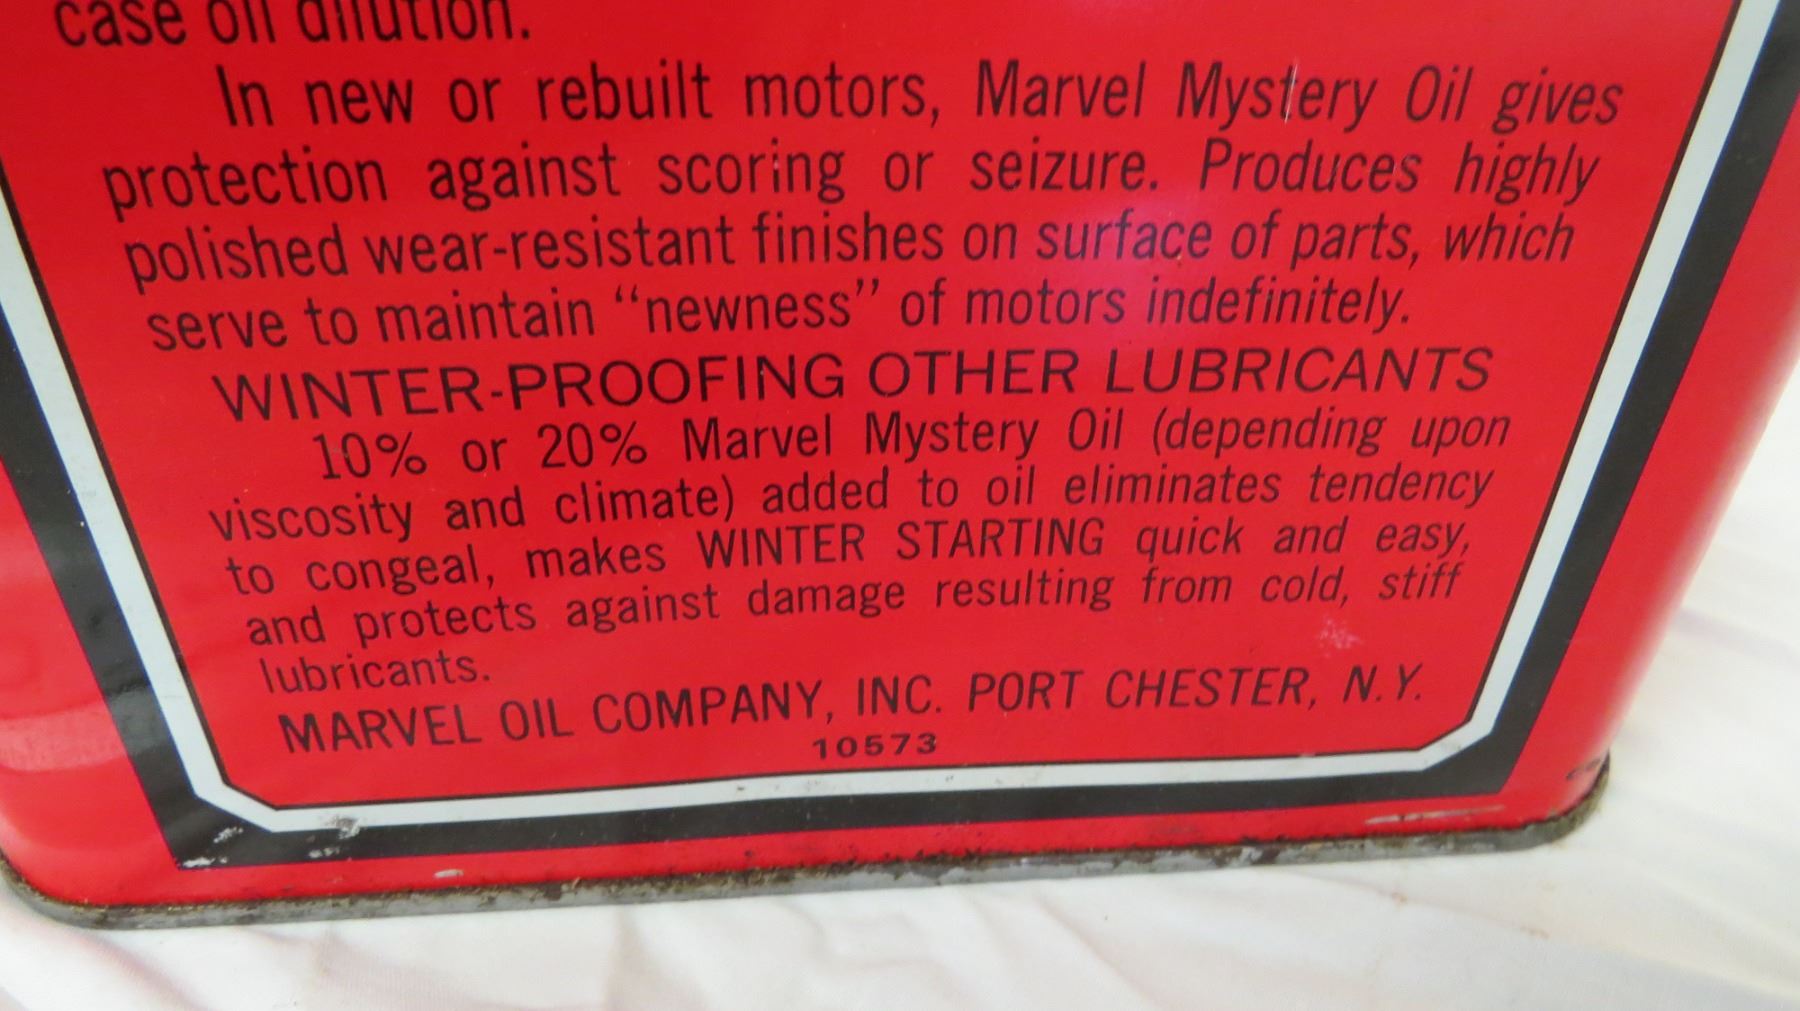 case oil dilution.
In new or rebuilt motors, Marvel Mystery Oil gives
protection against scoring or seizure. Produces highly
polished wear-resistant finishes on surface of parts, which
serve to maintain “newness” of motors indefinitely.
WINTER-PROOFING OTHER LUBRICANTS
10% or 20% Marvel Mystery Oil (depending upon
viscosity and climate) added to oil eliminates tendency
to congeal, makes WINTER STARTING quick and easy,
and protects against damage resulting from cold, stiff
lubricants.
MARVEL OIL COMPANY, INC. PORT CHESTER, N.Y.
10573